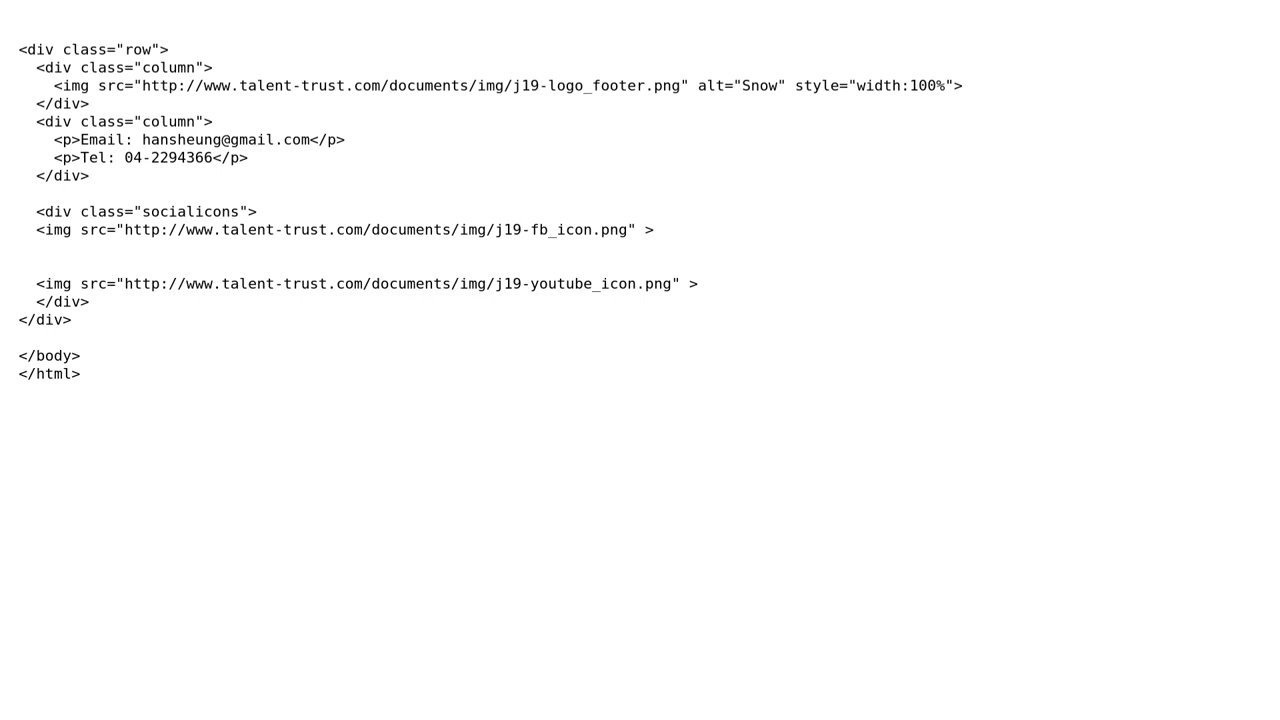 <div class="row">
  <div class="column">
    <img src="http://www.talent-trust.com/documents/img/j19-logo_footer.png" alt="Snow" style="width:100%">
  </div>
  <div class="column">
    <p>Email: hansheung@gmail.com</p>
    <p>Tel: 04-2294366</p>
  </div>

  <div class="socialicons">
  <img src="http://www.talent-trust.com/documents/img/j19-fb_icon.png" >


  <img src="http://www.talent-trust.com/documents/img/j19-youtube_icon.png" >
  </div>
</div>

</body>
</html>